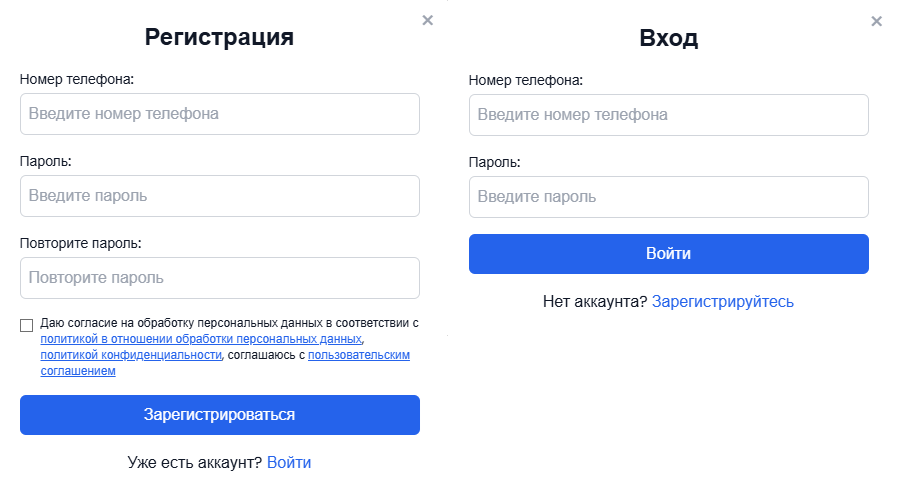 Регистрация
Номер телефона:
Введите номер телефона
Пароль:
Введите пароль
Повторите пароль:
Повторите пароль
Даю согласие на обработку персональных данных в соответствии с
политикой в отношении обработки персональных данных,
политикой конфиденциальности, соглашаюсь с пользовательским
соглашением
Зарегистрироваться
Уже есть аккаунт? Войти
Вход
Номер телефона:
Введите номер телефона
Пароль:
Введите пароль
Войти
Нет аккаунта? Зарегистрируйтесь